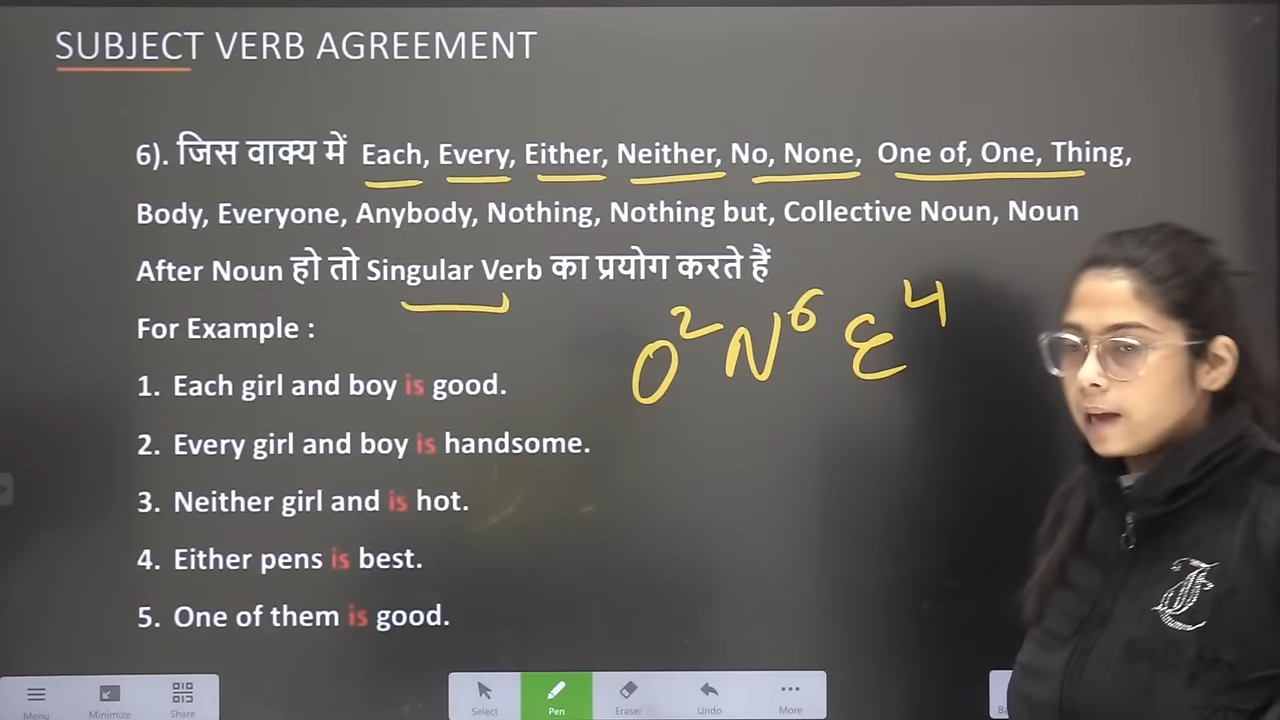 SUBJECT VERB AGREEMENT
6). जिस वाक्य में Each, Every, Either, Neither, No, None, One of, One, Thing,
Body, Everyone, Anybody, Nothing, Nothing but, Collective Noun, Noun
After Noun हो तो Singular Verb का प्रयोग करते हैं
For Example :
O² N⁶ E⁴
1. Each girl and boy is good.
2. Every girl and boy is handsome.
3. Neither girl and is hot.
4. Either pens is best.
5. One of them is good.
Menu Minimize Share Select Pen Eraser Undo More